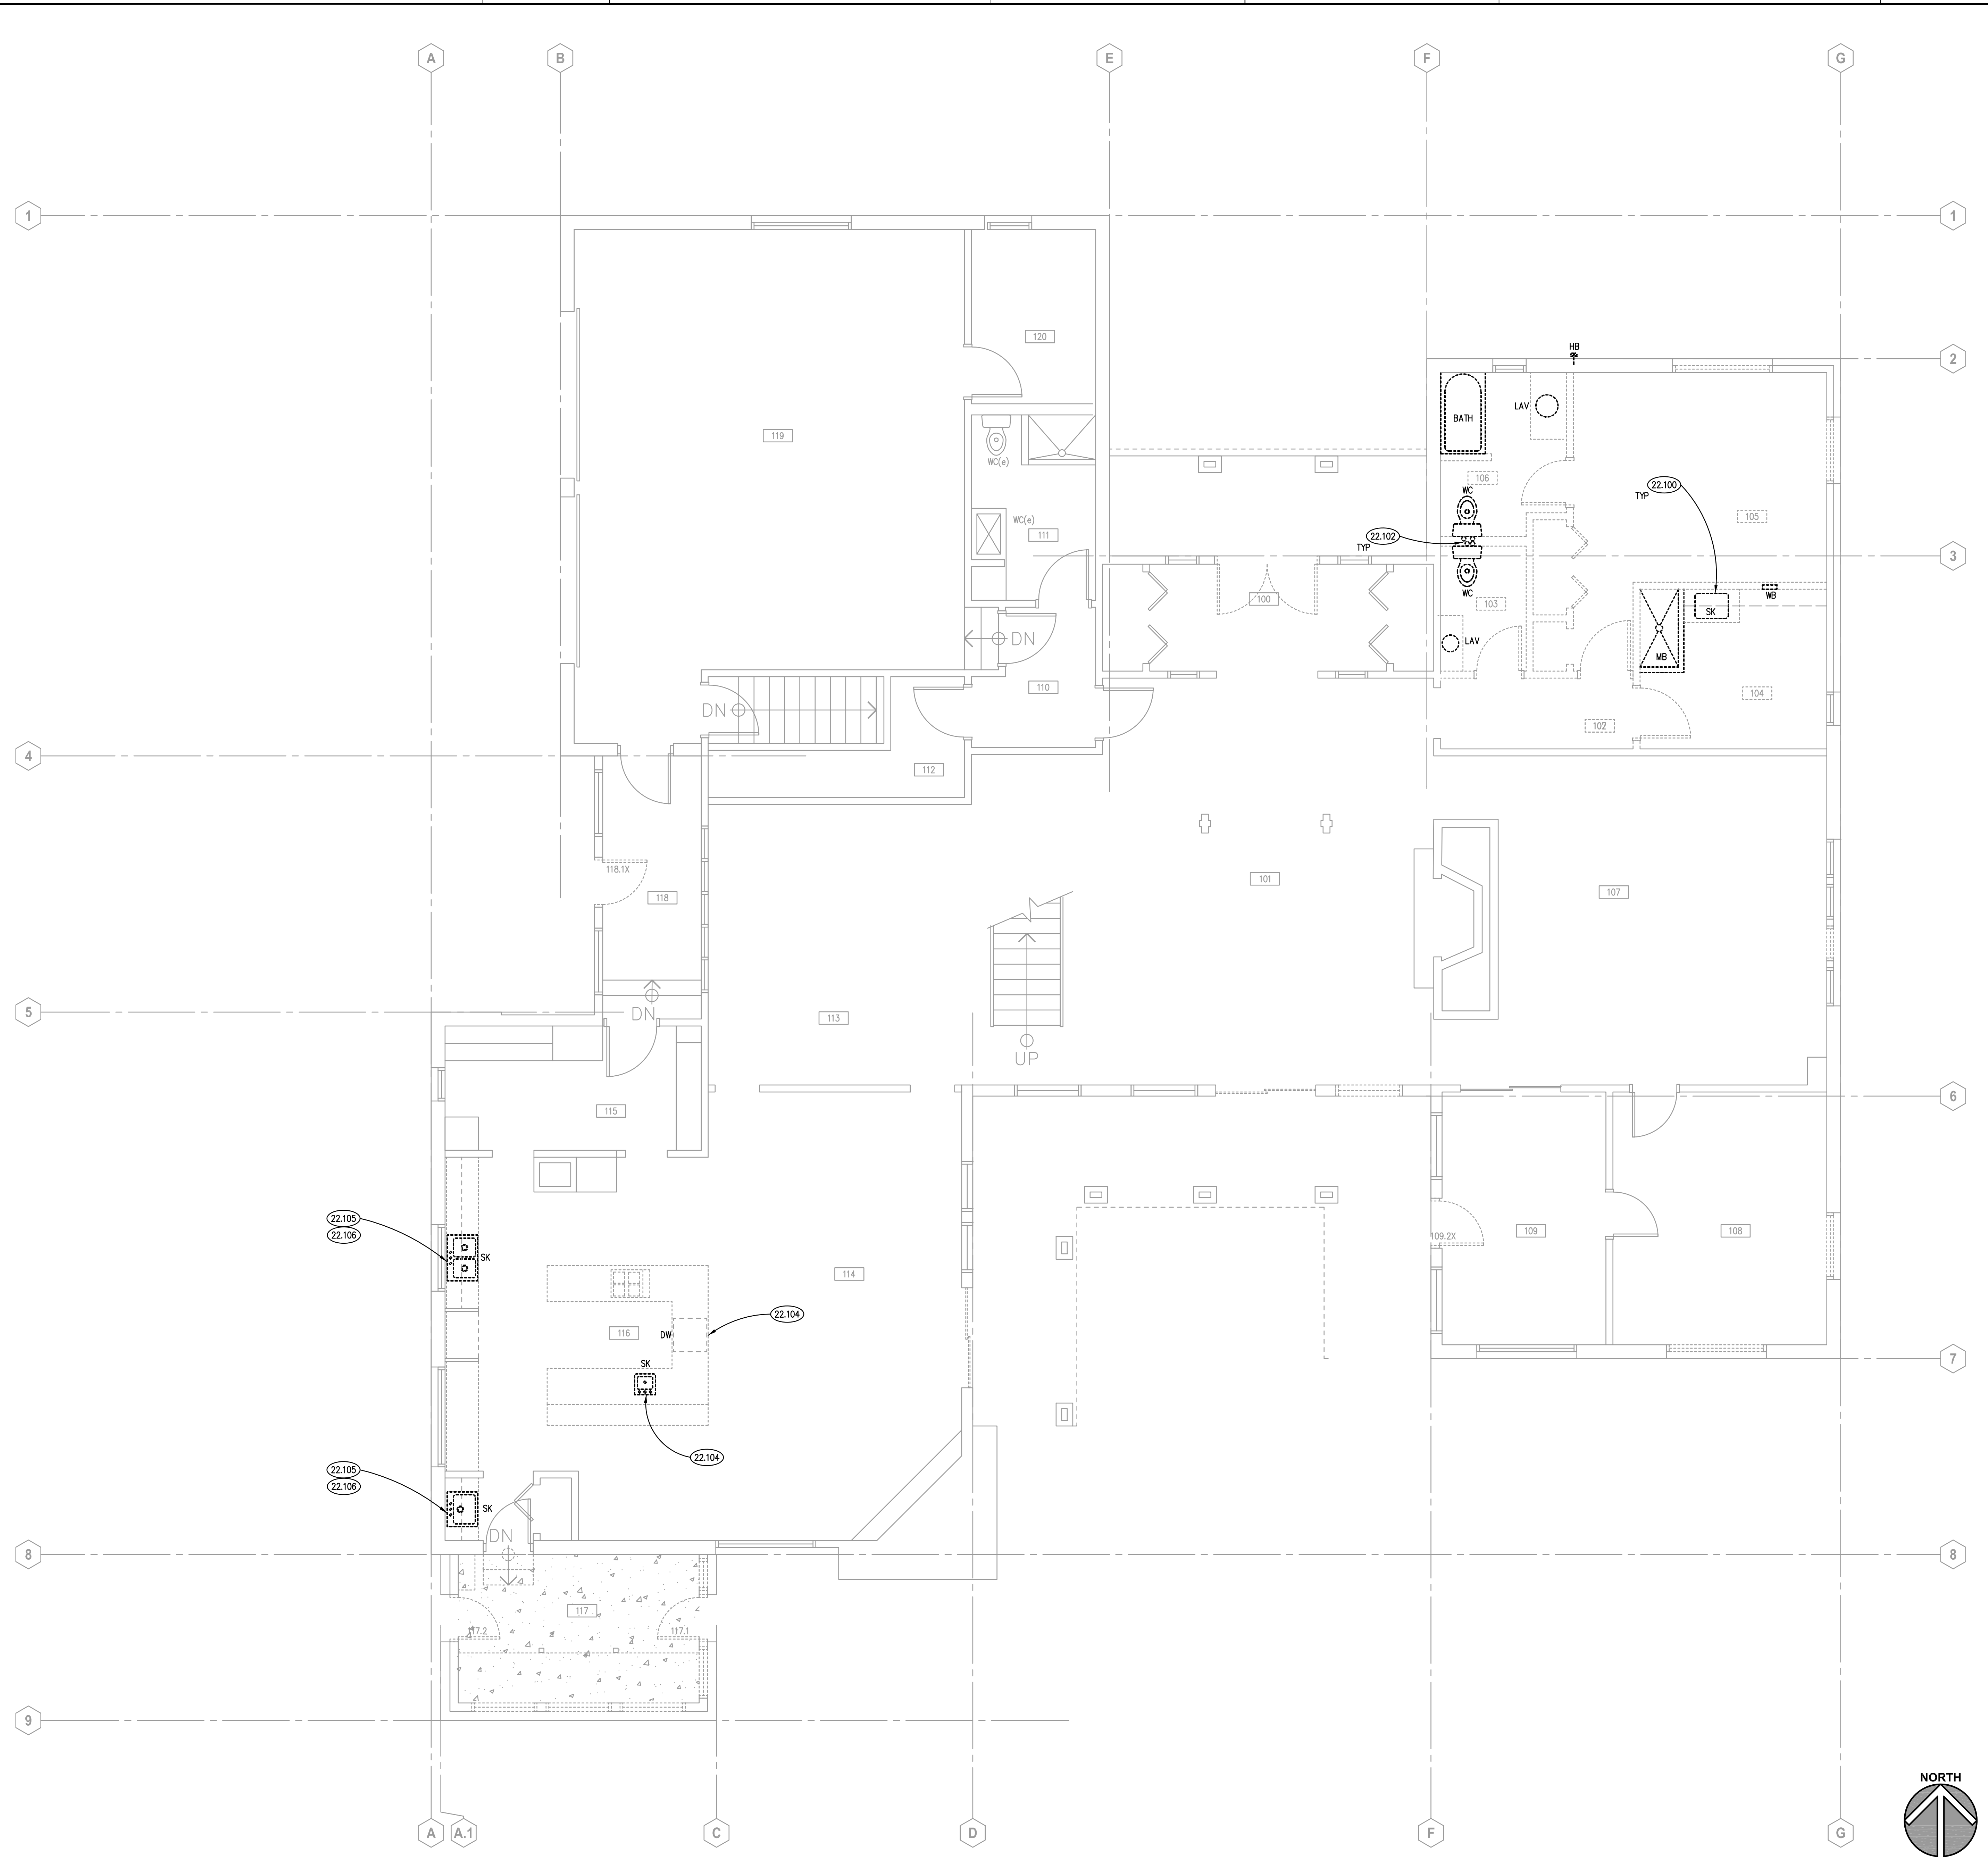 A B E F G
1 1
HB
2
120
BATH
LAV
119
WC(e)
106
WC
22.100
TYP
WC(e)
111
22.102
TYP
105
3
WC
103
100
WB
SK
DN
LAV
MB
110
104
DN
102
4
112
118.1X
101
118
107
5
DN
113
UP
6
115
22.105
22.106
SK
109.2X
109
108
114
22.104
116
DW
SK
7
22.104
22.105
22.106
SK
DN
8 8
117
117.2
117.1
9
NORTH
A A.1 C D F G